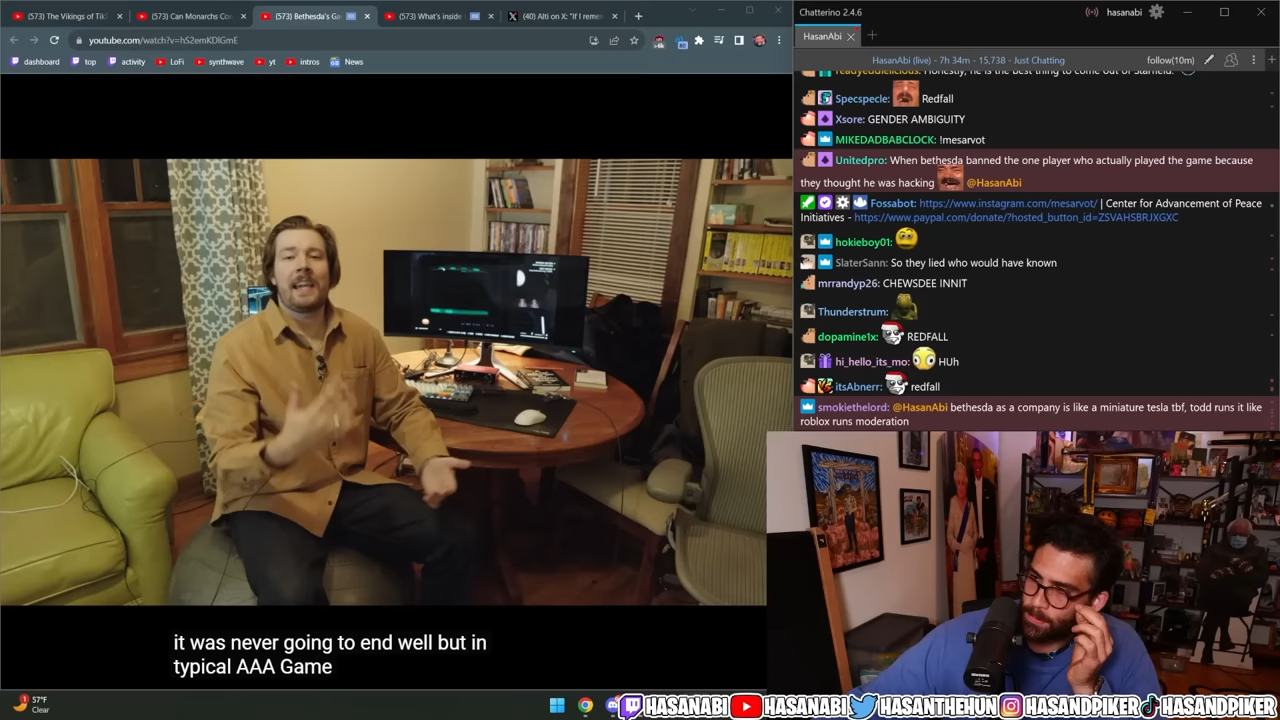 (573) The Vikings of Tik
(573) Can Monarchs Co
(573) Bethesda's Ga
(573) What's inside
(40) Alti on X: "If I reme
youtube.com/watch?v=hS2emKDlGmE
dashboard top activity LoFi synthwave yt intros News
Chatterino 2.4.6
hasanabi
HasanAbi
HasanAbi (live) - 7h 34m - 15,738 - Just Chatting
follow(10m)
readyeddielicious: Honestly, he is the best thing to come out of starfield.
Specspecle: Redfall
Xsore: GENDER AMBIGUITY
MIKEDADBABCLOCK: !mesarvot
Unitedpro: When bethesda banned the one player who actually played the game because
they thought he was hacking @HasanAbi
Fossabot: https://www.instagram.com/mesarvot/ | Center for Advancement of Peace
Initiatives - https://www.paypal.com/donate/?hosted_button_id=ZSVAHSBRJXGXC
hokieboy01:
SlaterSann: So they lied who would have known
mrrandyp26: CHEWSDEE INNIT
Thunderstrum:
dopamine1x: REDFALL
hi_hello_its_mo: HUh
itsAbnerr: redfall
smokiethelord: @HasanAbi bethesda as a company is like a miniature tesla tbf, todd runs it like
roblox runs moderation
it was never going to end well but in
typical AAA Game
57°F
Clear
HASANABI HASANABI HASANTHEHUN HASANDPIKER HASANDPIKER